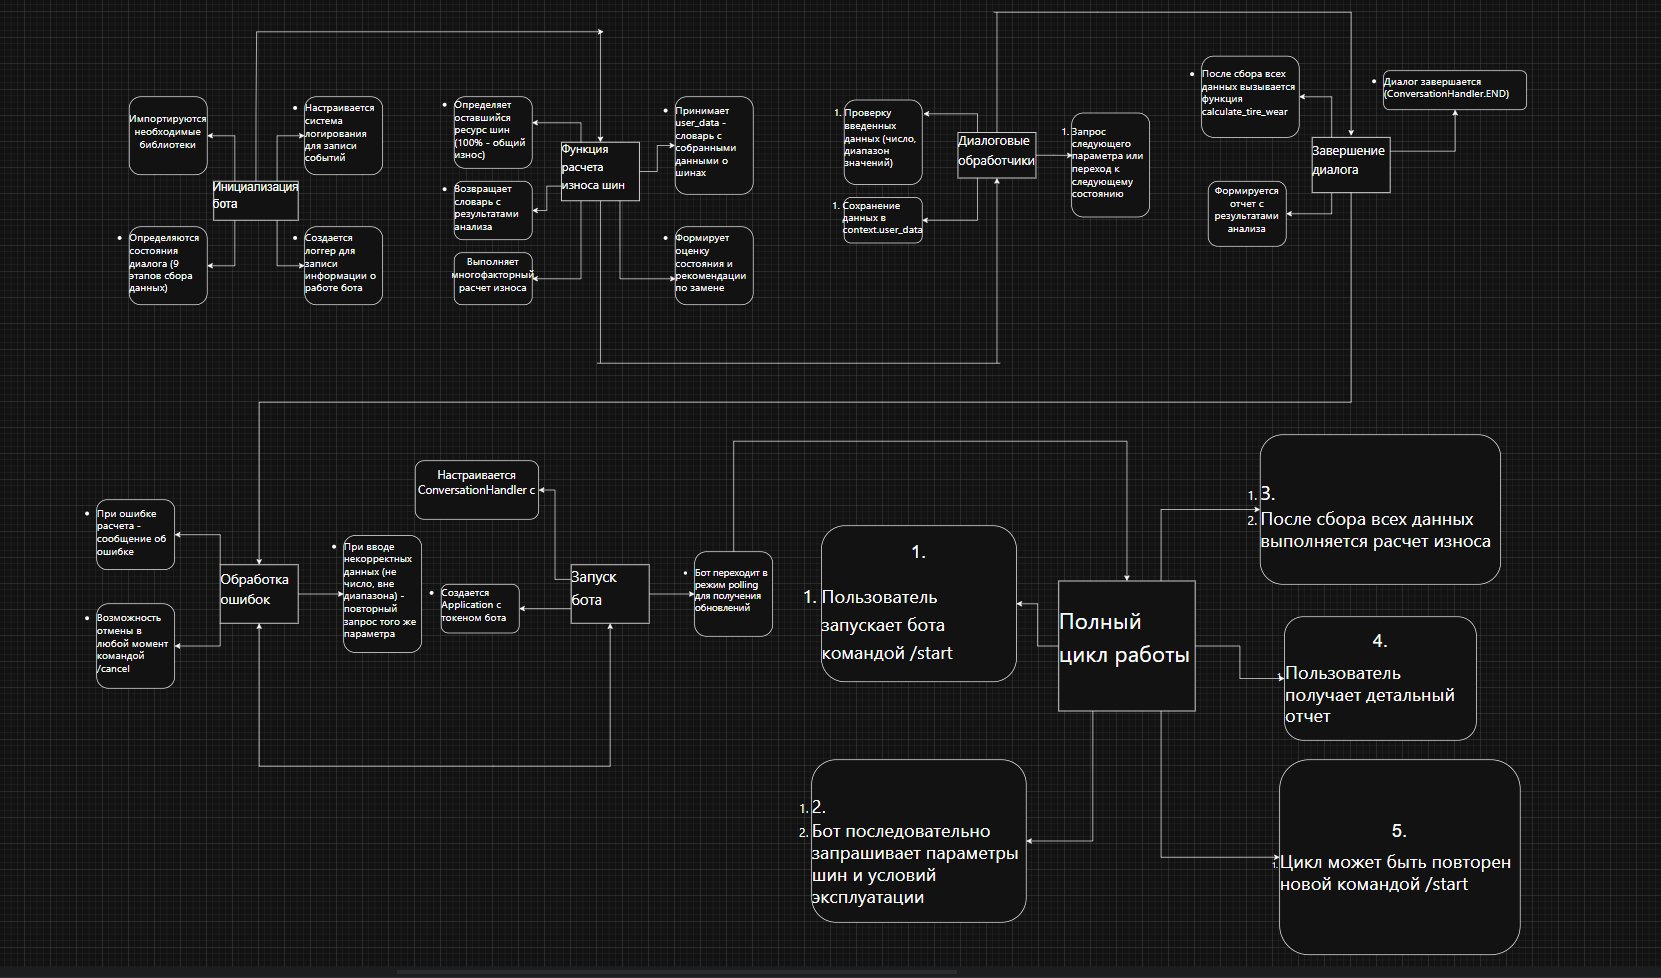 Импортируются
необходимые
библиотеки
• Настраивается
система
логирования
для записи
событий
Инициализация
бота
• Определяются
состояния
диалога (9
этапов сбора
данных)
• Создается
логгер для
записи
информации о
работе бота
• Определяет
оставшийся
ресурс шин
(100% - общий
износ)
• Принимает
user_data -
словарь с
собранными
данными о
шинах
Функция
расчета
износа шин
• Возвращает
словарь с
результатами
анализа
Выполняет
многофакторный
расчет износа
• Формирует
оценку
состояния и
рекомендации
по замене
1. Проверку
введенных
данных (число,
диапазон
значений)
Диалоговые
обработчики
1. Запрос
следующего
параметра или
переход к
следующему
состоянию
1. Сохранение
данных в
context.user_data
• После сбора всех
данных вызывается
функция
calculate_tire_wear
• Диалог завершается
(ConversationHandler.END)
Завершение
диалога
Формируется
отчет с
результатами
анализа
• При ошибке
расчета -
сообщение об
ошибке
Обработка
ошибок
• Возможность
отмены в
любой момент
командой
/cancel
• При вводе
некорректных
данных (не
число, вне
диапазона) -
повторный
запрос того же
параметра
Настраивается
ConversationHandler с
• Создается
Application с
токеном бота
Запуск
бота
• Бот переходит в
режим polling
для получения
обновлений
1.
1. Пользователь
запускает бота
командой /start
Полный
цикл работы
1. 3.
2. После сбора всех данных
выполняется расчет износа
4.
1. Пользователь
получает детальный
отчет
1. 2.
2. Бот последовательно
запрашивает параметры
шин и условий
эксплуатации
5.
1. Цикл может быть повторен
новой командой /start